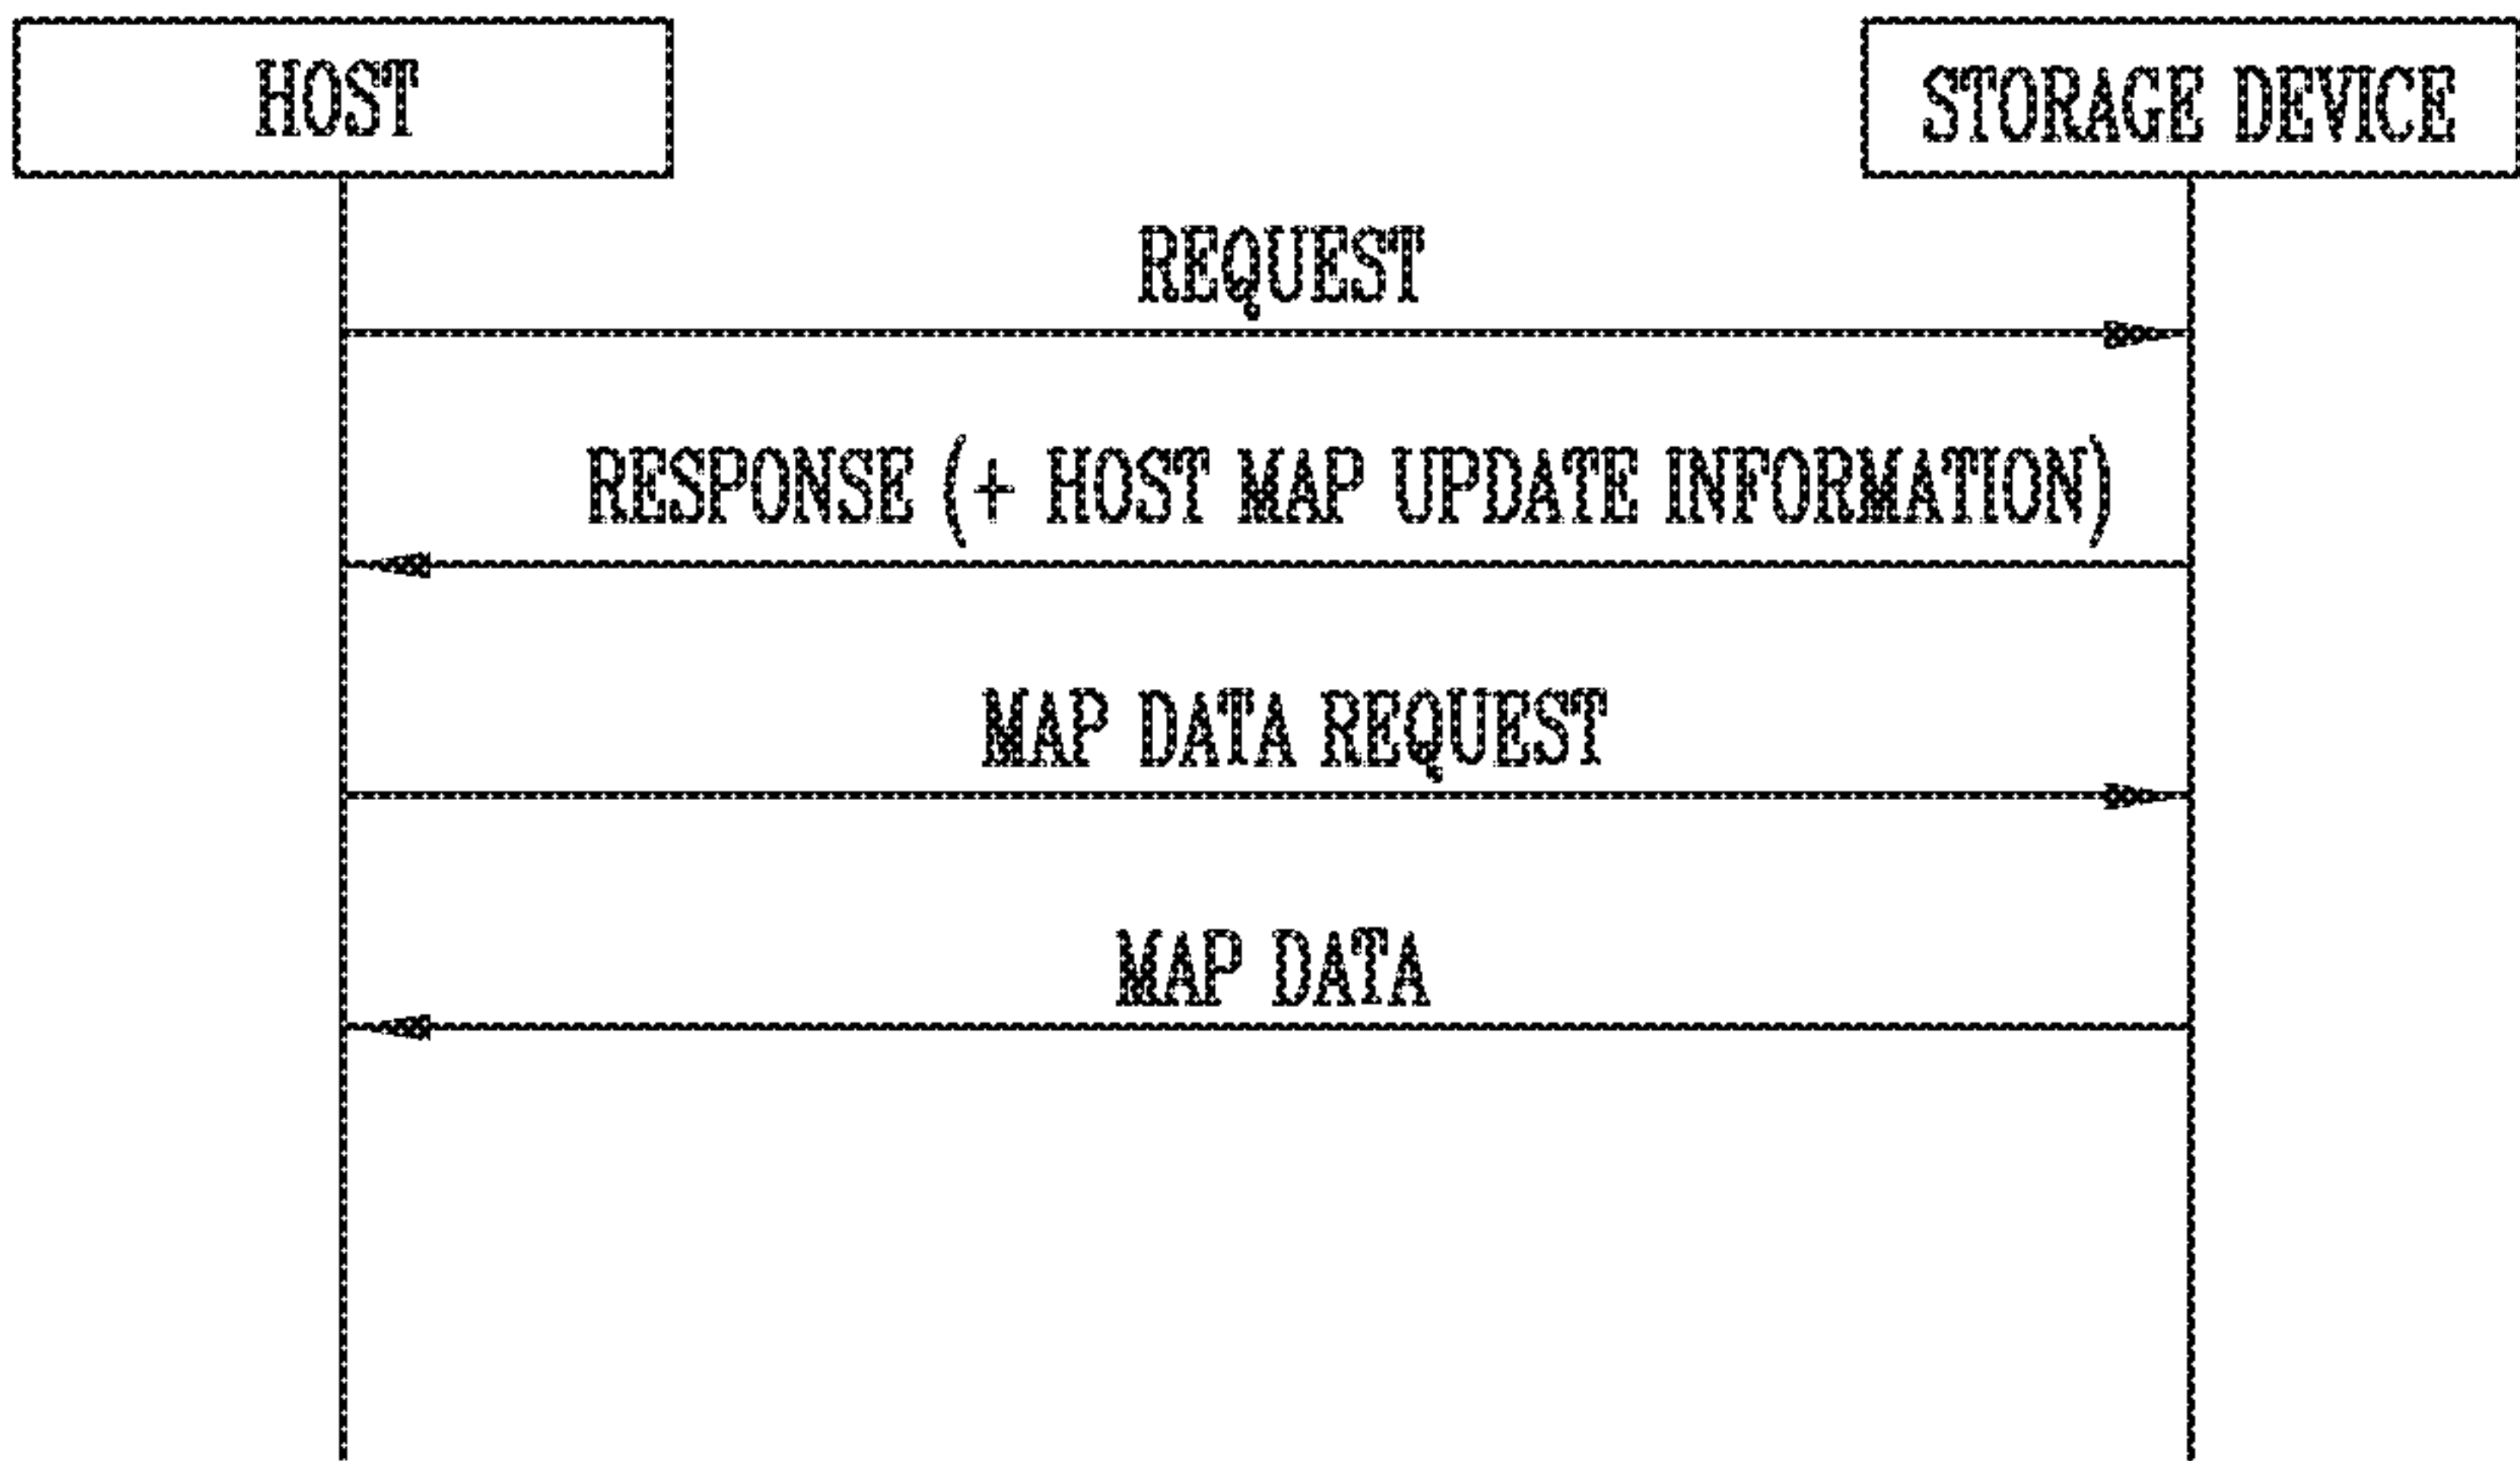 HOST
STORAGE DEVICE
REQUEST
RESPONSE (+ HOST MAP UPDATE INFORMATION)
MAP DATA REQUEST
MAP DATA